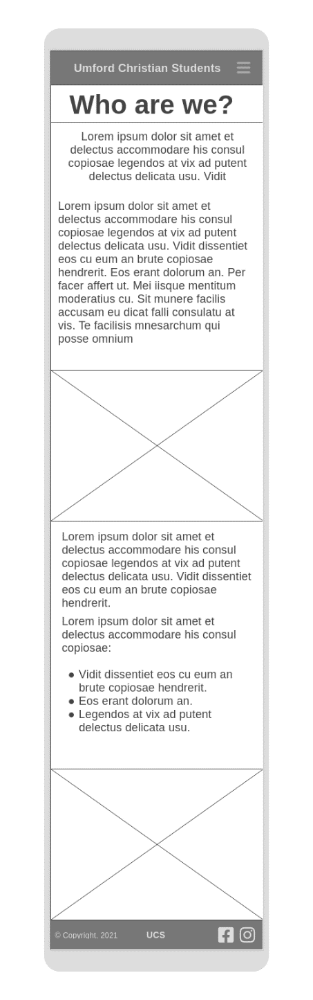 Umford Christian Students
Who are we?
Lorem ipsum dolor sit amet et
delectus accommodare his consul
copiosae legendos at vix ad putent
delectus delicata usu. Vidit
Lorem ipsum dolor sit amet et
delectus accommodare his consul
copiosae legendos at vix ad putent
delectus delicata usu. Vidit dissentiet
eos cu eum an brute copiosae
hendrerit. Eos erant dolorum an. Per
facer affert ut. Mei iisque mentitum
moderatius cu. Sit munere facilis
accusam eu dicat falli consulatu at
vis. Te facilisis mnesarchum qui
posse omnium
Lorem ipsum dolor sit amet et
delectus accommodare his consul
copiosae legendos at vix ad putent
delectus delicata usu. Vidit dissentiet
eos cu eum an brute copiosae
hendrerit.
Lorem ipsum dolor sit amet et
delectus accommodare his consul
copiosae:
● Vidit dissentiet eos cu eum an
brute copiosae hendrerit.
● Eos erant dolorum an.
● Legendos at vix ad putent
delectus delicata usu.
© Copyright, 2021 UCS